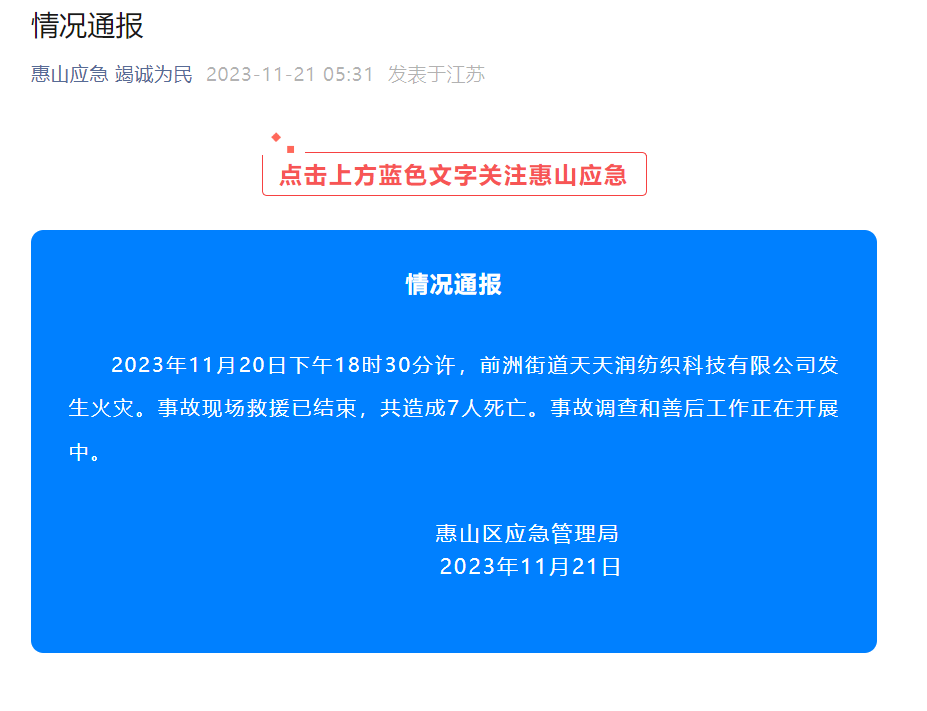 情况通报
惠山应急 竭诚为民 2023-11-21 05:31 发表于江苏
点击上方蓝色文字关注惠山应急
情况通报
2023年11月20日下午18时30分许，前洲街道天天润纺织科技有限公司发
生火灾。事故现场救援已结束，共造成7人死亡。事故调查和善后工作正在开展
中。
惠山区应急管理局
2023年11月21日